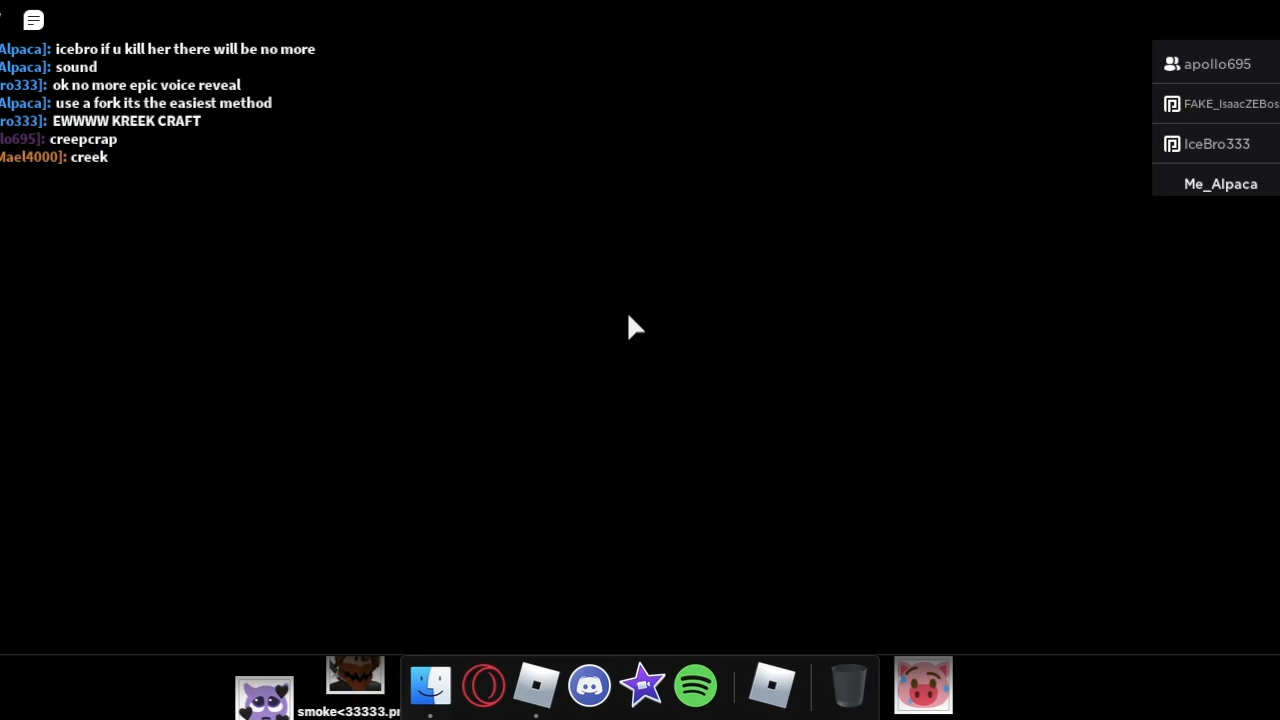 Alpaca]: icebro if u kill her there will be no more
Alpaca]: sound
ro333]: ok no more epic voice reveal
Alpaca]: use a fork its the easiest method
ro333]: EWWWW KREEK CRAFT
lo695]: creepcrap
Mael4000]: creek
apollo695
FAKE_IsaacZEBos
IceBro333
Me_Alpaca
smoke<33333.pr